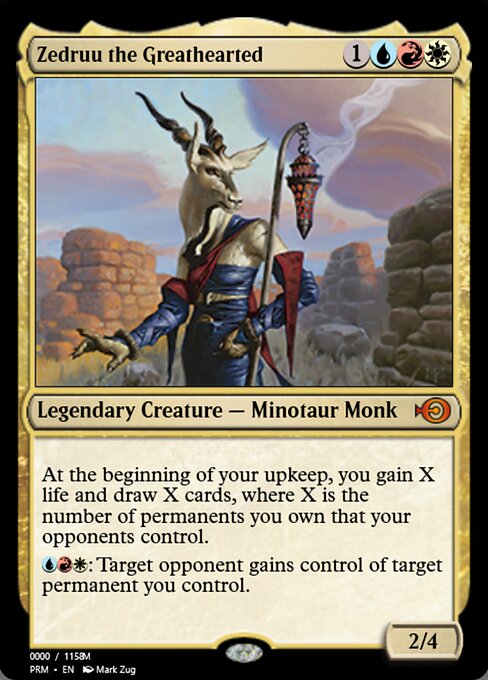 Zedruu the Greathearted 1
Legendary Creature — Minotaur Monk
At the beginning of your upkeep, you gain X
life and draw X cards, where X is the
number of permanents you own that your
opponents control.
: Target opponent gains control of target
permanent you control.
2/4
0000 / 1158M
PRM • EN Mark Zug